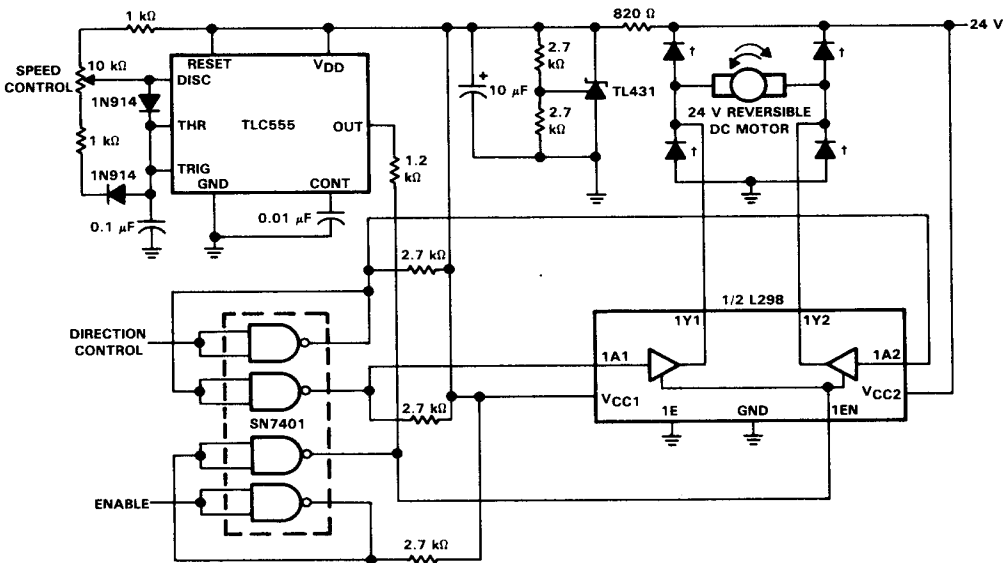 1 kΩ
820 Ω
24 V
RESET
VDD
SPEED
CONTROL
10 kΩ
DISC
1N914
THR
TLC555
OUT
1 kΩ
TRIG
1N914
GND
CONT
0.1 μF
0.01 μF
1.2
kΩ
+
10 μF
2.7
kΩ
2.7
kΩ
TL431
†
†
24 V REVERSIBLE
DC MOTOR
†
†
2.7 kΩ
DIRECTION
CONTROL
SN7401
2.7 kΩ
ENABLE
2.7 kΩ
1/2 L298
1Y1
1Y2
1A1
1A2
VCC1
VCC2
1E
GND
1EN